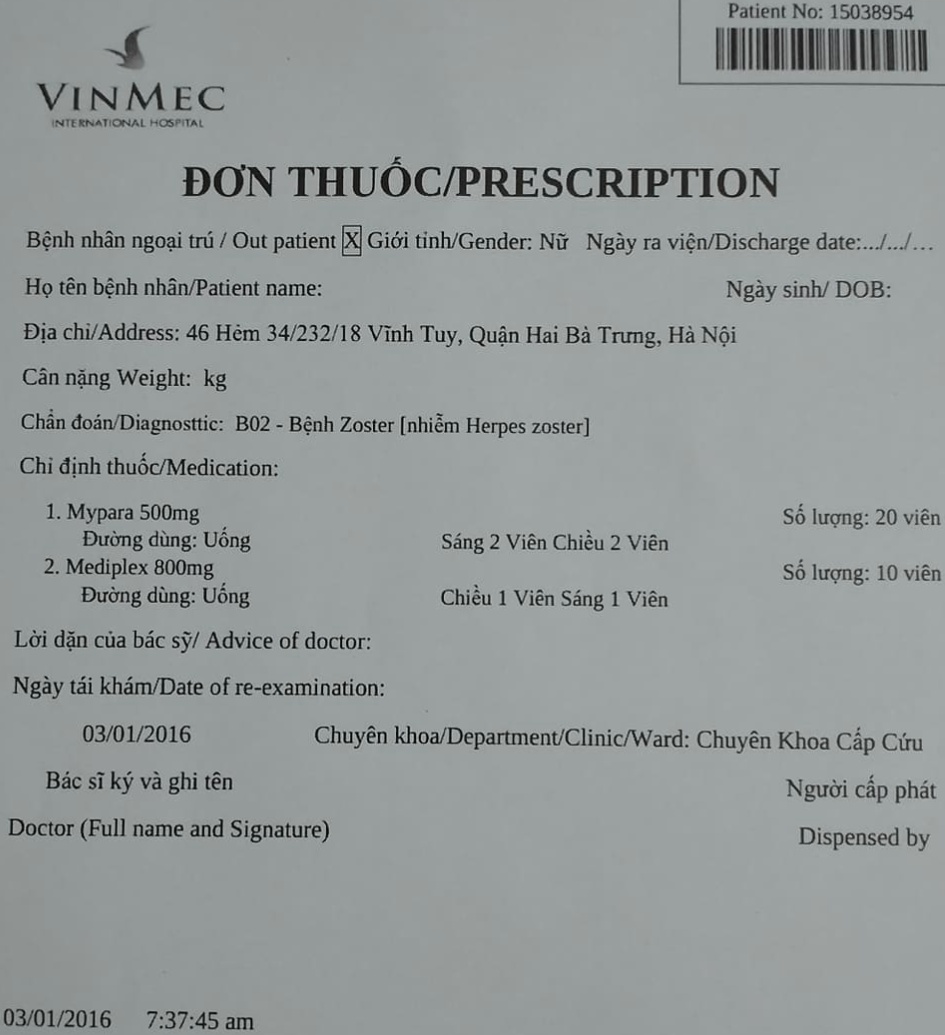 Patient No: 15038954
VINMEC
INTERNATIONAL HOSPITAL
ĐƠN THUỐC/PRESCRIPTION
Bệnh nhân ngoại trú / Out patient X Giới tính/Gender: Nữ Ngày ra viện/Discharge date:.../.../...
Họ tên bệnh nhân/Patient name: Ngày sinh/ DOB:
Địa chỉ/Address: 46 Hẻm 34/232/18 Vĩnh Tuy, Quận Hai Bà Trưng, Hà Nội
Cân nặng Weight: kg
Chẩn đoán/Diagnosttic: B02 - Bệnh Zoster [nhiễm Herpes zoster]
Chỉ định thuốc/Medication:
1. Mypara 500mg Số lượng: 20 viên
Đường dùng: Uống Sáng 2 Viên Chiều 2 Viên
2. Mediplex 800mg Số lượng: 10 viên
Đường dùng: Uống Chiều 1 Viên Sáng 1 Viên
Lời dặn của bác sỹ/ Advice of doctor:
Ngày tái khám/Date of re-examination:
03/01/2016 Chuyên khoa/Department/Clinic/Ward: Chuyên Khoa Cấp Cứu
Bác sĩ ký và ghi tên Người cấp phát
Doctor (Full name and Signature) Dispensed by
03/01/2016 7:37:45 am